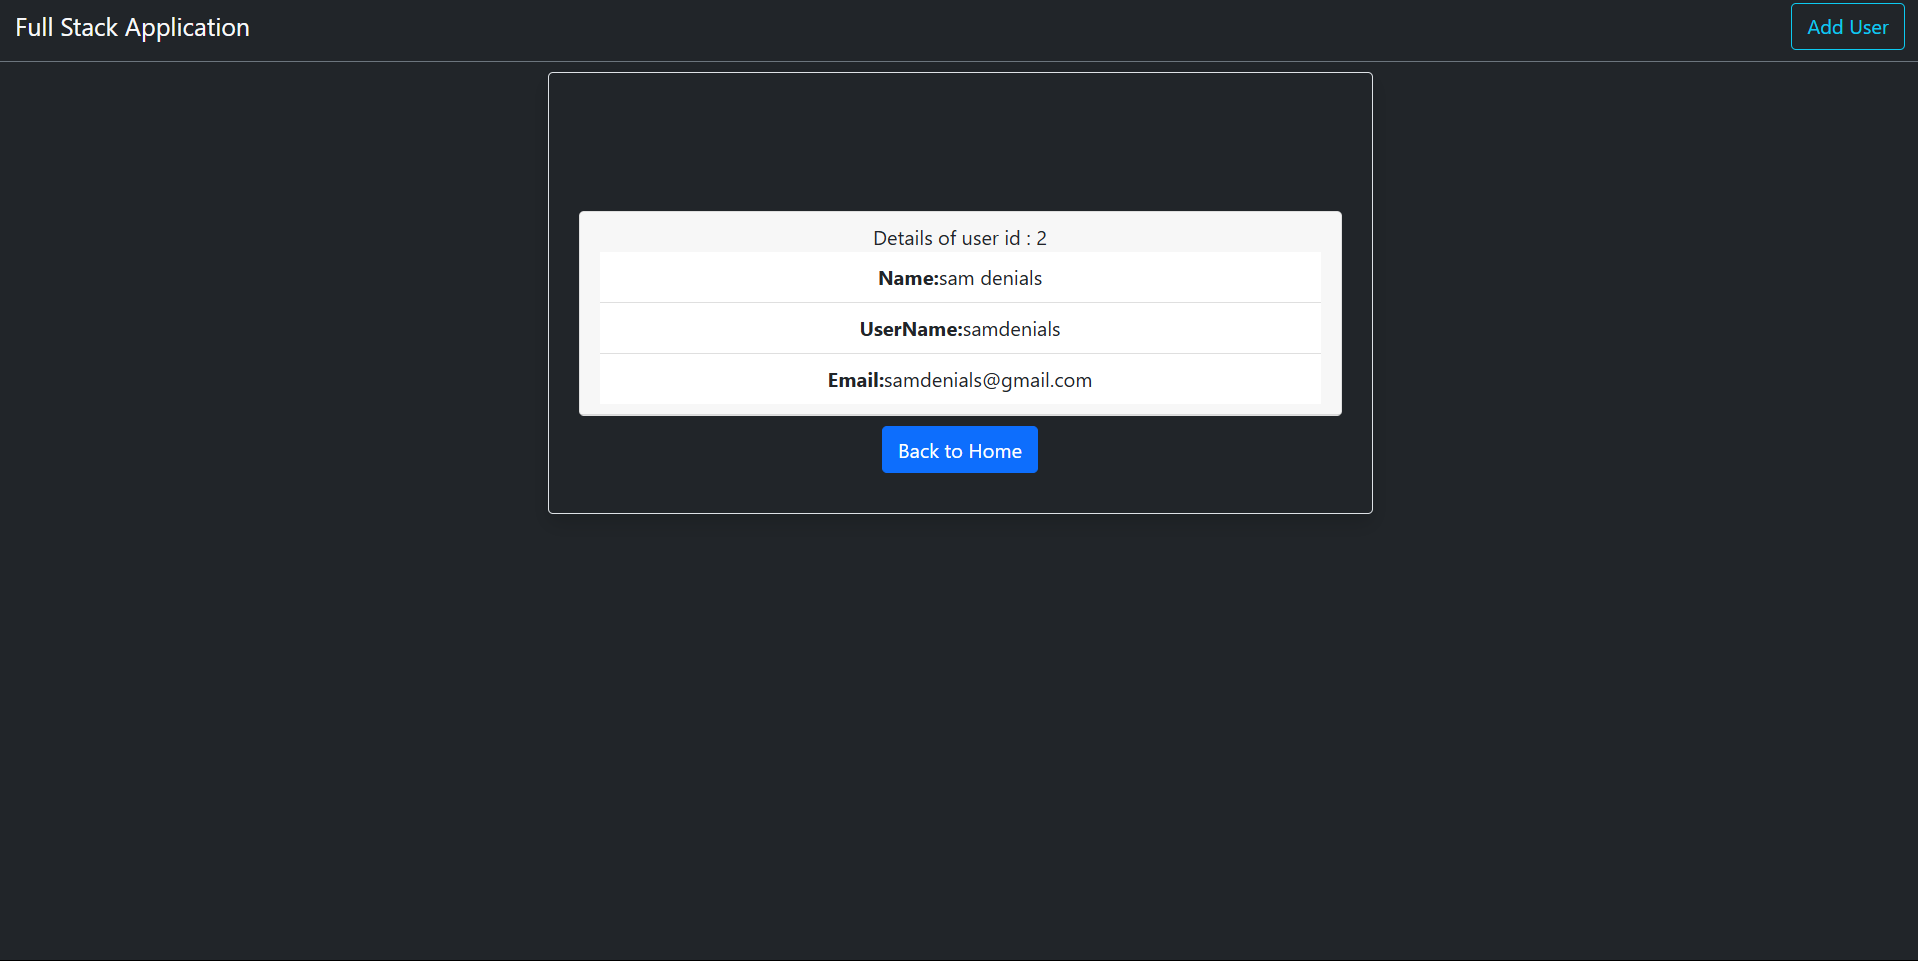 Full Stack Application
Add User
Details of user id : 2
Name:sam denials
UserName:samdenials
Email:samdenials@gmail.com
Back to Home